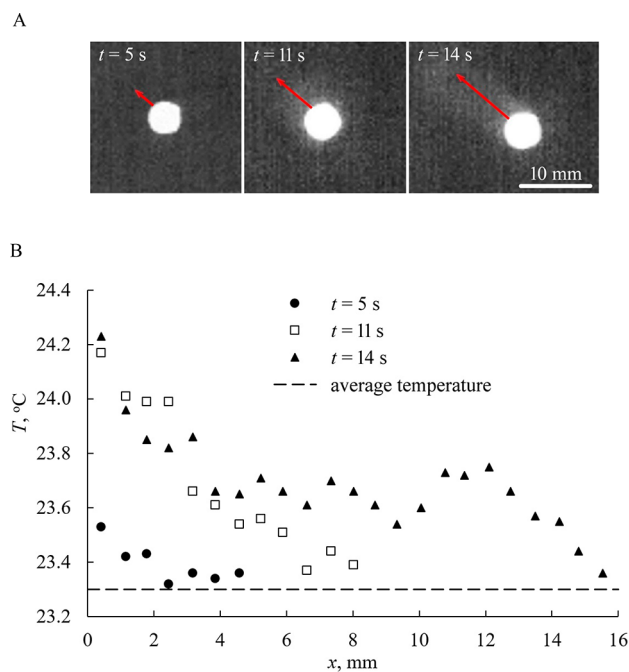 A
t = 5 s
t = 11 s
t = 14 s
10 mm
B
24.4
24.2
24.0
23.8
23.6
23.4
23.2
T, °C
t = 5 s
t = 11 s
t = 14 s
average temperature
0 2 4 6 8 10 12 14 16
x, mm